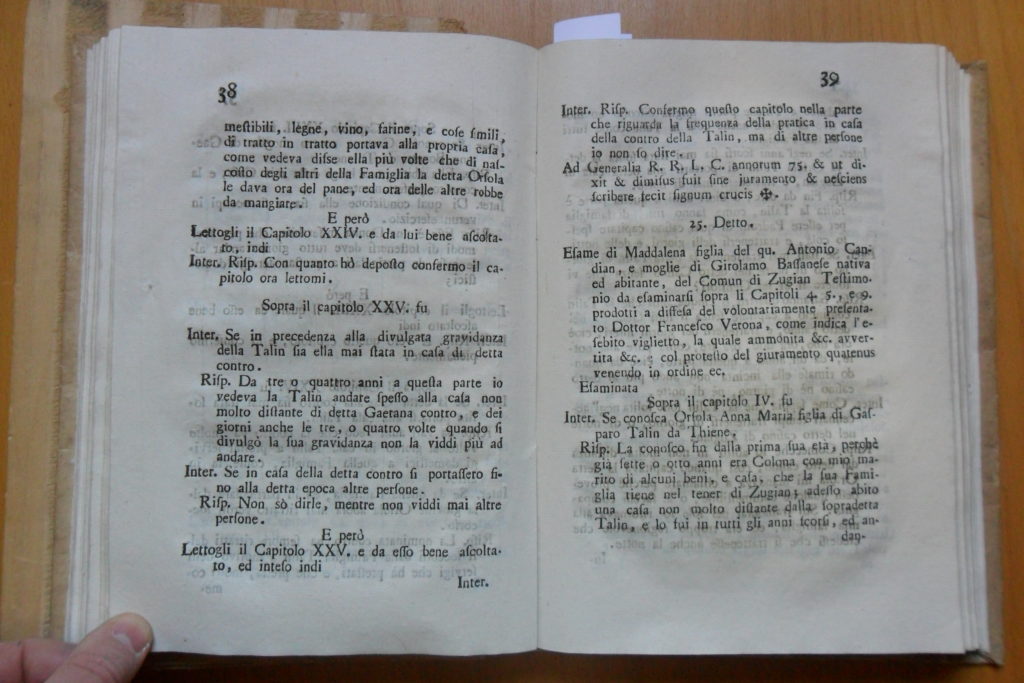 38
meſtibili, legne, vino, farine, e coſe ſimili,
di tratto in tratto portava alla propria caſa,
come vedeva diſſe ella più volte che di naſ-
coſto degli altri della Famiglia la detta Orſola
le dava ora del pane, ed ora delle altre robbe
da mangiare.
E però
Lettogli il Capitolo XXIV. e da lui bene aſcolta-
to, indi
Inter. Riſp. Con quanto hò depoſto confermo il ca-
pitolo ora lettomi.
Sopra il capitolo XXV. fu
Inter. Se in precedenza alla divulgata gravidanza
della Talin ſia ella mai ſtata in caſa di detta
contro.
Riſp. Da tre o quattro anni a queſta parte io
vedeva la Talin andare ſpeſſo alla caſa non
molto diſtante di detta Gaetana contro, e dei
giorni anche le tre, o quattro volte quando ſi
divulgò la ſua gravidanza non la viddi più ad
andare.
Inter. Se in caſa della detta contro ſi portaſſero fi-
no alla detta epoca altre perſone.
Riſp. Non sò dirle, mentre non viddi mai altre
perſone.
E però
Lettogli il Capitolo XXV. e da eſſo bene aſcolta-
to, ed inteſo indi
Inter.
39
Inter. Riſp. Confermo queſto capitolo nella parte
che riguarda la frequenza della pratica in caſa
della contro della Talin, ma di altre perſone
io non ſo dire.
Ad Generalia R. R. L. C. annorum 75. & ut di-
xit & dimiſus fuit ſine juramento & neſciens
ſcribere fecit ſignum crucis ✠.
25. Detto.
Eſame di Maddalena figlia del qu. Antonio Can-
dian, e moglie di Girolamo Baſſaneſe nativa
ed abitante, del Comun di Zugian Teſtimo-
nio da eſaminarſi ſopra li Capitoli 4. 5., e 9.
prodotti a diffeſa del volontariamente preſenta-
to Dottor Franceſco Verona, come indica l'e-
ſebito viglietto, la quale ammónita &c. avver-
tita &c. e col proteſto del giuramento quatenus
venendo in ordine ec.
Eſaminata
Sopra il capitolo IV. fu
Inter. Se conoſca Orſola Anna Maria figlia di Gaſ-
paro Talin da Thiene.
Riſp. La conoſco fin dalla prima ſua eta, perchè
già ſette o otto anni era Colona con mio ma-
rito di alcuni beni, e caſa, che la ſua Fami-
glia tiene nel tener di Zugian; adeſſo abito
una caſa non molto diſtante dalla ſopradetta
Talin, e lo fui in tutti gli anni ſcorſi, ed an-
dan-